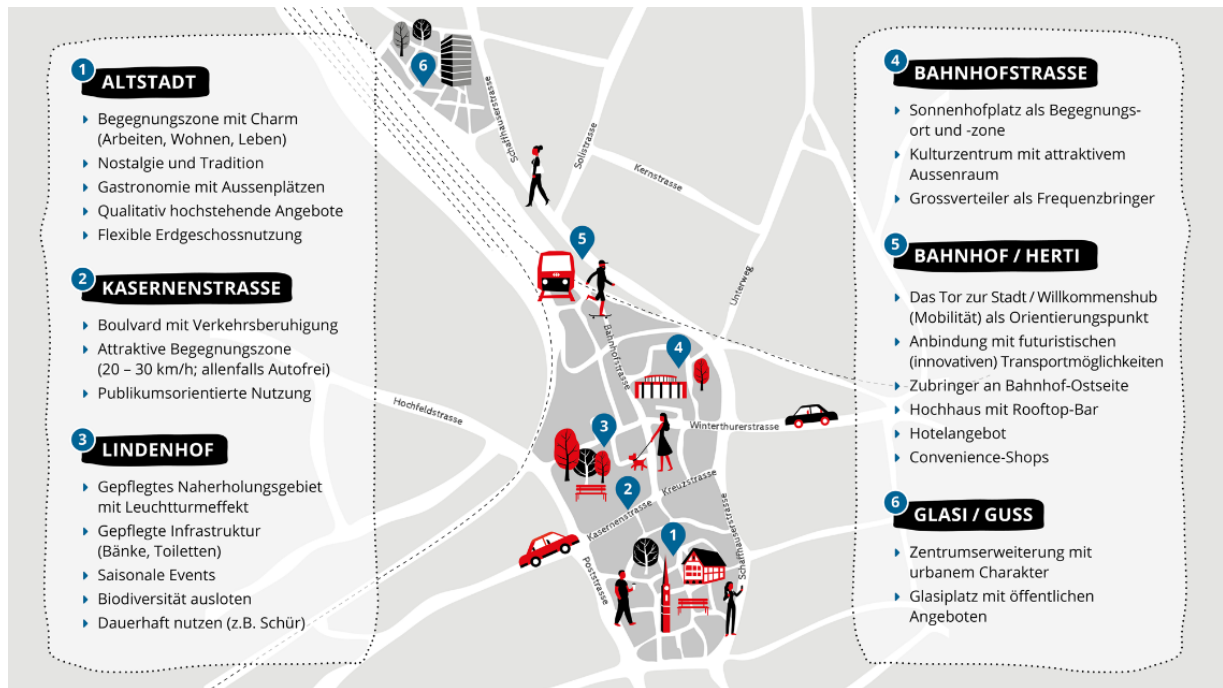 1
ALTSTADT
Begegnungszone mit Charm
(Arbeiten, Wohnen, Leben)
Nostalgie und Tradition
Gastronomie mit Aussenplätzen
Qualitativ hochstehende Angebote
Flexible Erdgeschossnutzung
2
KASERNENSTRASSE
Boulvard mit Verkehrsberuhigung
Attraktive Begegnungszone
(20 – 30 km/h; allenfalls Autofrei)
Publikumsorientierte Nutzung
3
LINDENHOF
Gepflegtes Naherholungsgebiet
mit Leuchtturmeffekt
Gepflegte Infrastruktur
(Bänke, Toiletten)
Saisonale Events
Biodiversität ausloten
Dauerhaft nutzen (z.B. Schür)
6
Schaffhauserstrasse
Solistrasse
Kernstrasse
5
Unterweg
Bahnhofstrasse
4
Hochfeldstrasse
Winterthurerstrasse
3
2
Kreuzstrasse
Kasernenstrasse
1
Poststrasse
Schaffhauserstrasse
4
BAHNHOFSTRASSE
Sonnenhofplatz als Begegnungs-
ort und -zone
Kulturzentrum mit attraktivem
Aussenraum
Grossverteiler als Frequenzbringer
5
BAHNHOF / HERTI
Das Tor zur Stadt / Willkommenshub
(Mobilität) als Orientierungspunkt
Anbindung mit futuristischen
(innovativen) Transportmöglichkeiten
Zubringer an Bahnhof-Ostseite
Hochhaus mit Rooftop-Bar
Hotelangebot
Convenience-Shops
6
GLASI / GUSS
Zentrumserweiterung mit
urbanem Charakter
Glasiplatz mit öffentlichen
Angeboten